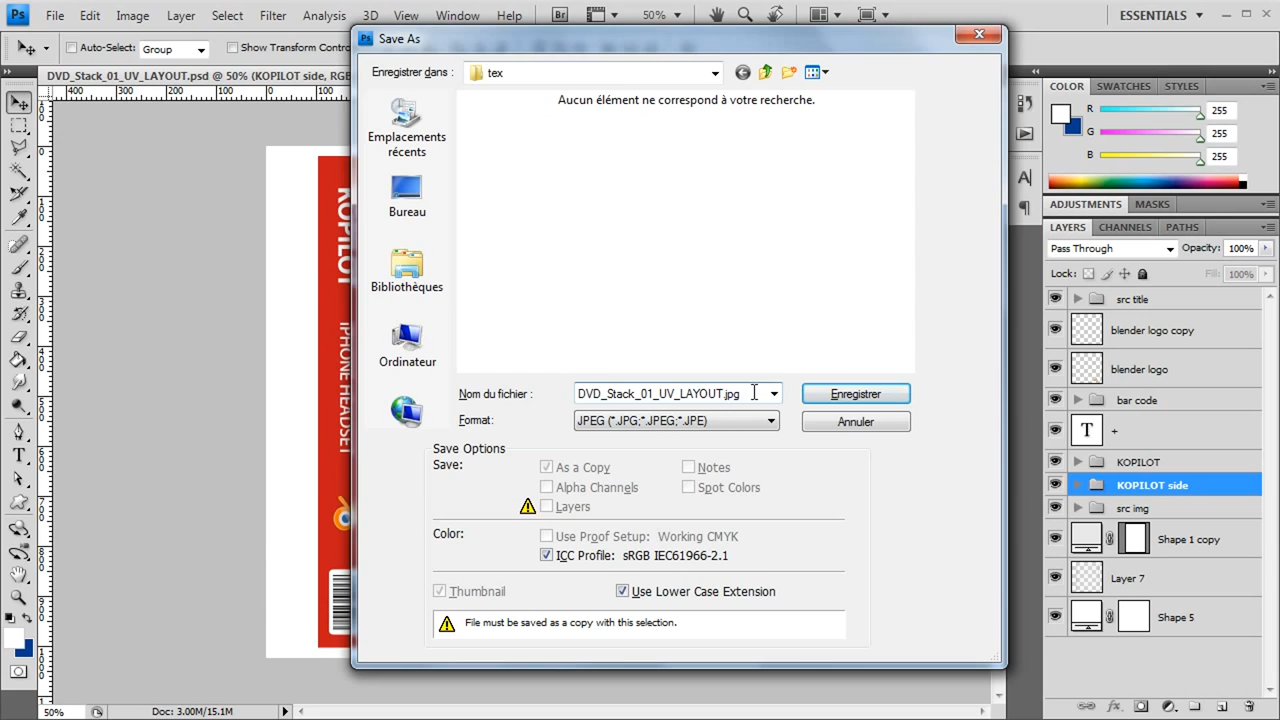 Ps File Edit Image Layer Select Filter Analysis 3D View Window Help Br 50% ESSENTIALS
Auto-Select: Group Show Transform Contr
DVD_Stack_01_UV_LAYOUT.psd @ 50% (KOPILOT side, RGB
400 300 200 100 0 100
KOPILOT
IPHONE HEADSET
Ps Save As
Enregistrer dans : tex
Aucun élément ne correspond à votre recherche.
Emplacements récents
Bureau
Bibliothèques
Ordinateur
Nom du fichier : DVD_Stack_01_UV_LAYOUT.jpg Enregistrer
Format: JPEG (*.JPG;*.JPEG;*.JPE) Annuler
Save Options
Save: As a Copy Notes
Alpha Channels Spot Colors
Layers
Color: Use Proof Setup: Working CMYK
ICC Profile: sRGB IEC61966-2.1
Thumbnail Use Lower Case Extension
File must be saved as a copy with this selection.
COLOR SWATCHES STYLES
R 255
G 255
B 255
ADJUSTMENTS MASKS
LAYERS CHANNELS PATHS
Pass Through Opacity: 100%
Lock: Fill: 100%
src title
blender logo copy
blender logo
bar code
T +
KOPILOT
KOPILOT side
src img
Shape 1 copy
Layer 7
Shape 5
50% Doc: 3.00M/15.1M